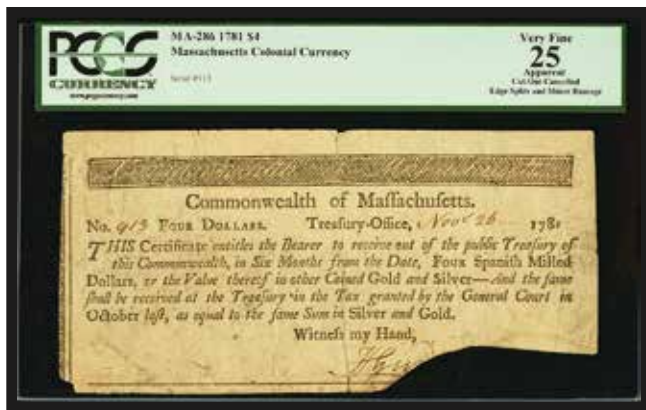 PCGS
CURRENCY
www.pcgscurrency.com
MA-286 1781 $4
Massachusetts Colonial Currency
Very Fine
25
Apparent
Cut Out Cancelled
Edge Splits and Minor Damage
Commonwealth of Maſſachuſetts.
No. 913 FOUR DOLLARS. Treaſury-Office, Novr 26 1781
THIS Certificate entitles the Bearer to receive out of the public Treaſury of
this Commonwealth, in Six Months from the Date, FOUR Spaniſh Milled
Dollars, or the Value thereof in other Coined Gold and Silver—And the ſame
ſhall be received at the Treaſury in the Tax granted by the General Court in
October laſt, as equal to the ſame Sum in Silver and Gold.
Witneſs my Hand,